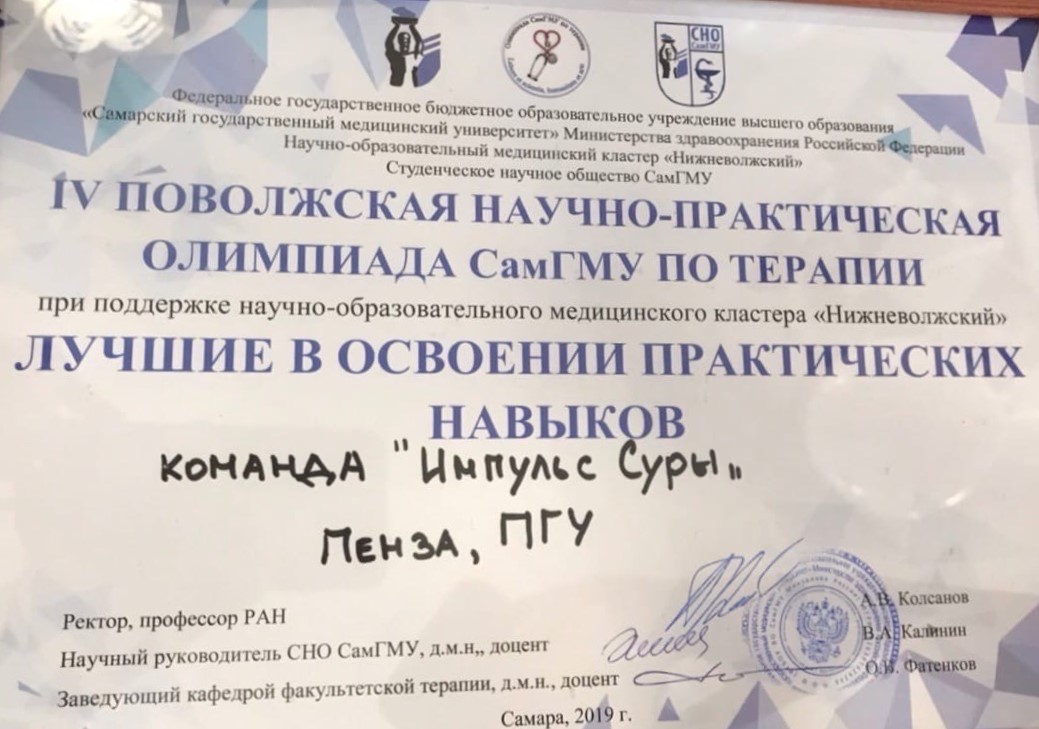 СНО
СамГМУ
Федеральное государственное бюджетное образовательное учреждение высшего образования
«Самарский государственный медицинский университет» Министерства здравоохранения Российской Федерации
Научно-образовательный медицинский кластер «Нижневолжский»
Студенческое научное общество СамГМУ
IV ПОВОЛЖСКАЯ НАУЧНО-ПРАКТИЧЕСКАЯ
ОЛИМПИАДА СамГМУ ПО ТЕРАПИИ
при поддержке научно-образовательного медицинского кластера «Нижневолжский»
ЛУЧШИЕ В ОСВОЕНИИ ПРАКТИЧЕСКИХ
НАВЫКОВ
КОМАНДА "Импульс Суры„
Пенза, ПГУ
Ректор, профессор РАН А.В. Колсанов
Научный руководитель СНО СамГМУ, д.м.н,, доцент В.А. Калинин
Заведующий кафедрой факультетской терапии, д.м.н., доцент О.В. Фатенков
Самара, 2019 г.